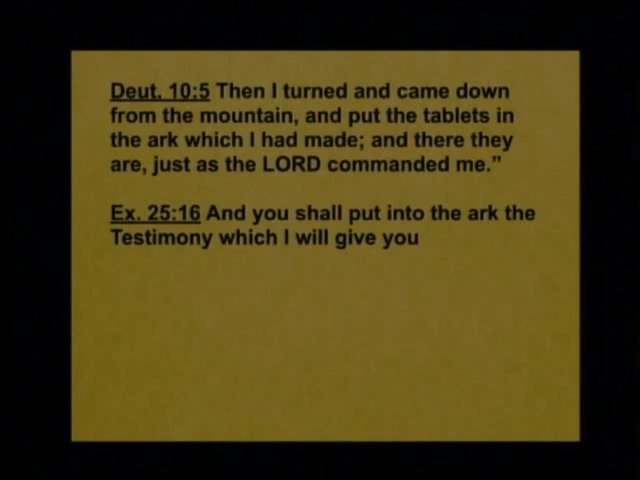 Deut. 10:5 Then I turned and came down
from the mountain, and put the tablets in
the ark which I had made; and there they
are, just as the LORD commanded me.”
Ex. 25:16 And you shall put into the ark the
Testimony which I will give you